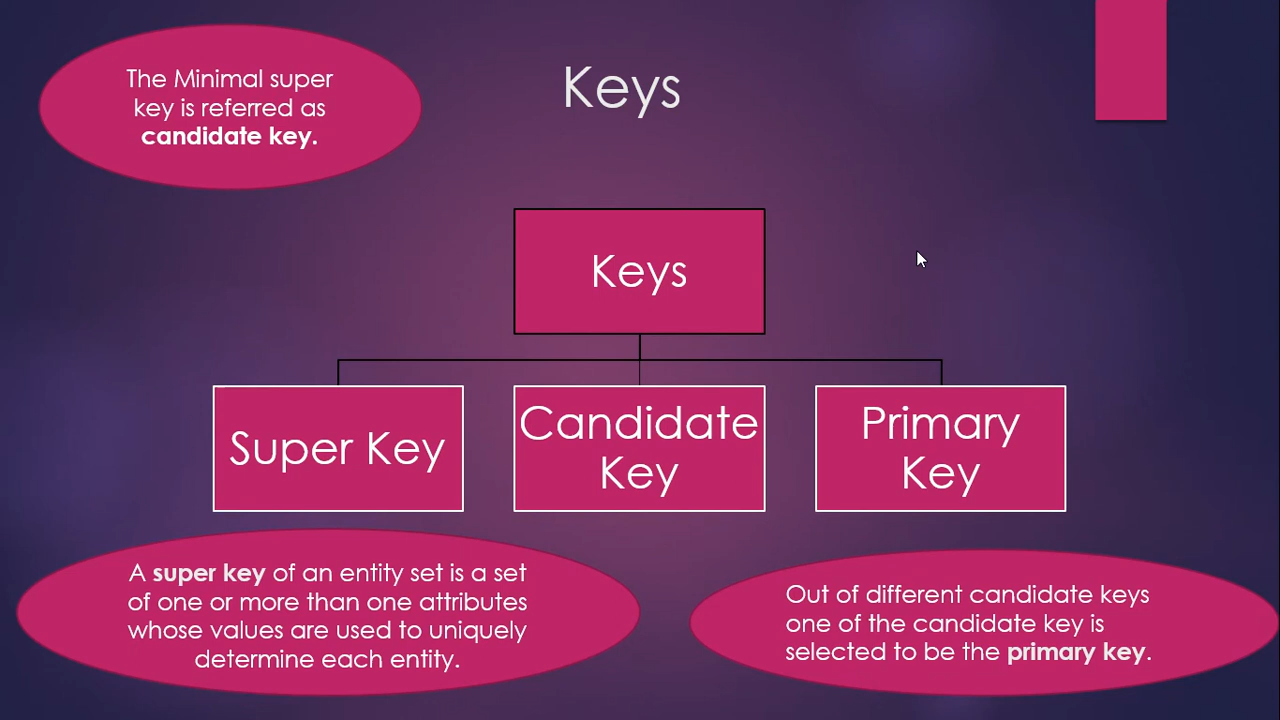 The Minimal super
key is referred as
candidate key.
Keys
Keys
Super Key
Candidate
Key
Primary
Key
A super key of an entity set is a set
of one or more than one attributes
whose values are used to uniquely
determine each entity.
Out of different candidate keys
one of the candidate key is
selected to be the primary key.